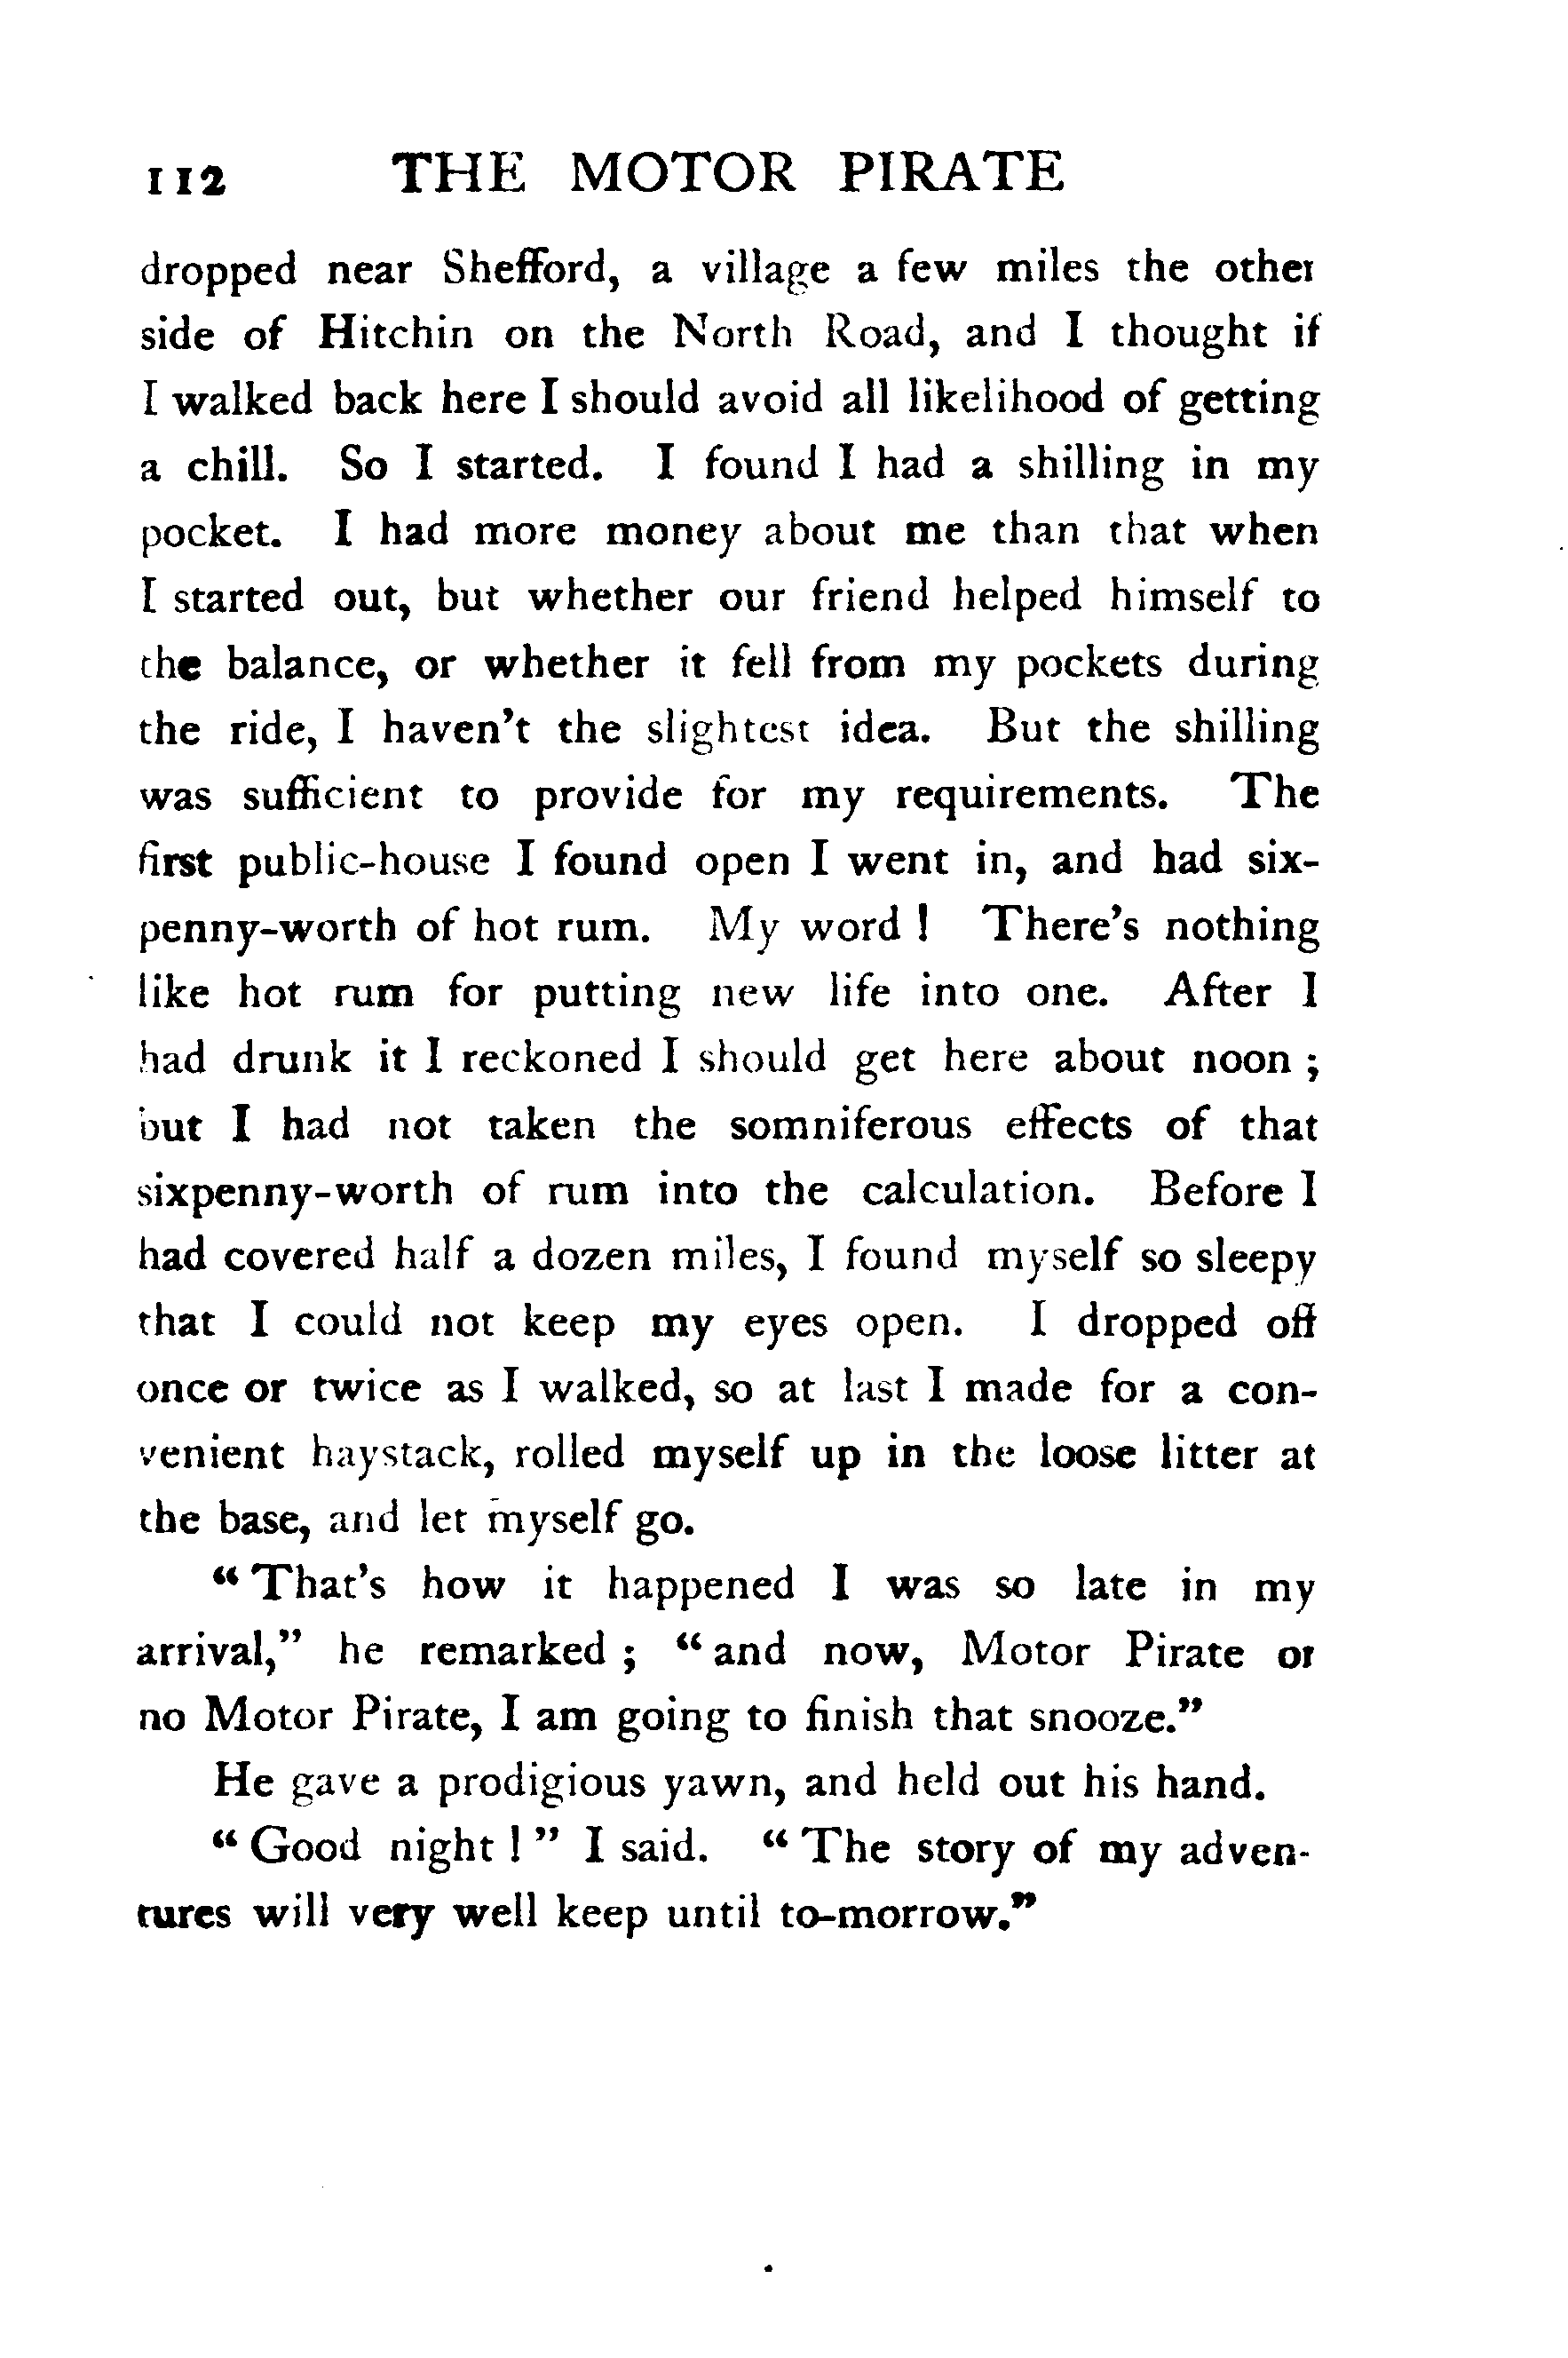 112 THE MOTOR PIRATE
dropped near Shefford, a village a few miles the other
side of Hitchin on the North Road, and I thought if
I walked back here I should avoid all likelihood of getting
a chill. So I started. I found I had a shilling in my
pocket. I had more money about me than that when
I started out, but whether our friend helped himself to
the balance, or whether it fell from my pockets during
the ride, I haven't the slightest idea. But the shilling
was sufficient to provide for my requirements. The
first public-house I found open I went in, and had six-
penny-worth of hot rum. My word ! There's nothing
like hot rum for putting new life into one. After I
had drunk it I reckoned I should get here about noon ;
but I had not taken the somniferous effects of that
sixpenny-worth of rum into the calculation. Before I
had covered half a dozen miles, I found myself so sleepy
that I could not keep my eyes open. I dropped off
once or twice as I walked, so at last I made for a con-
venient haystack, rolled myself up in the loose litter at
the base, and let myself go.
“ That's how it happened I was so late in my
arrival,” he remarked ; “ and now, Motor Pirate or
no Motor Pirate, I am going to finish that snooze.”
He gave a prodigious yawn, and held out his hand.
“ Good night ! ” I said. “ The story of my adven-
tures will very well keep until to-morrow.”